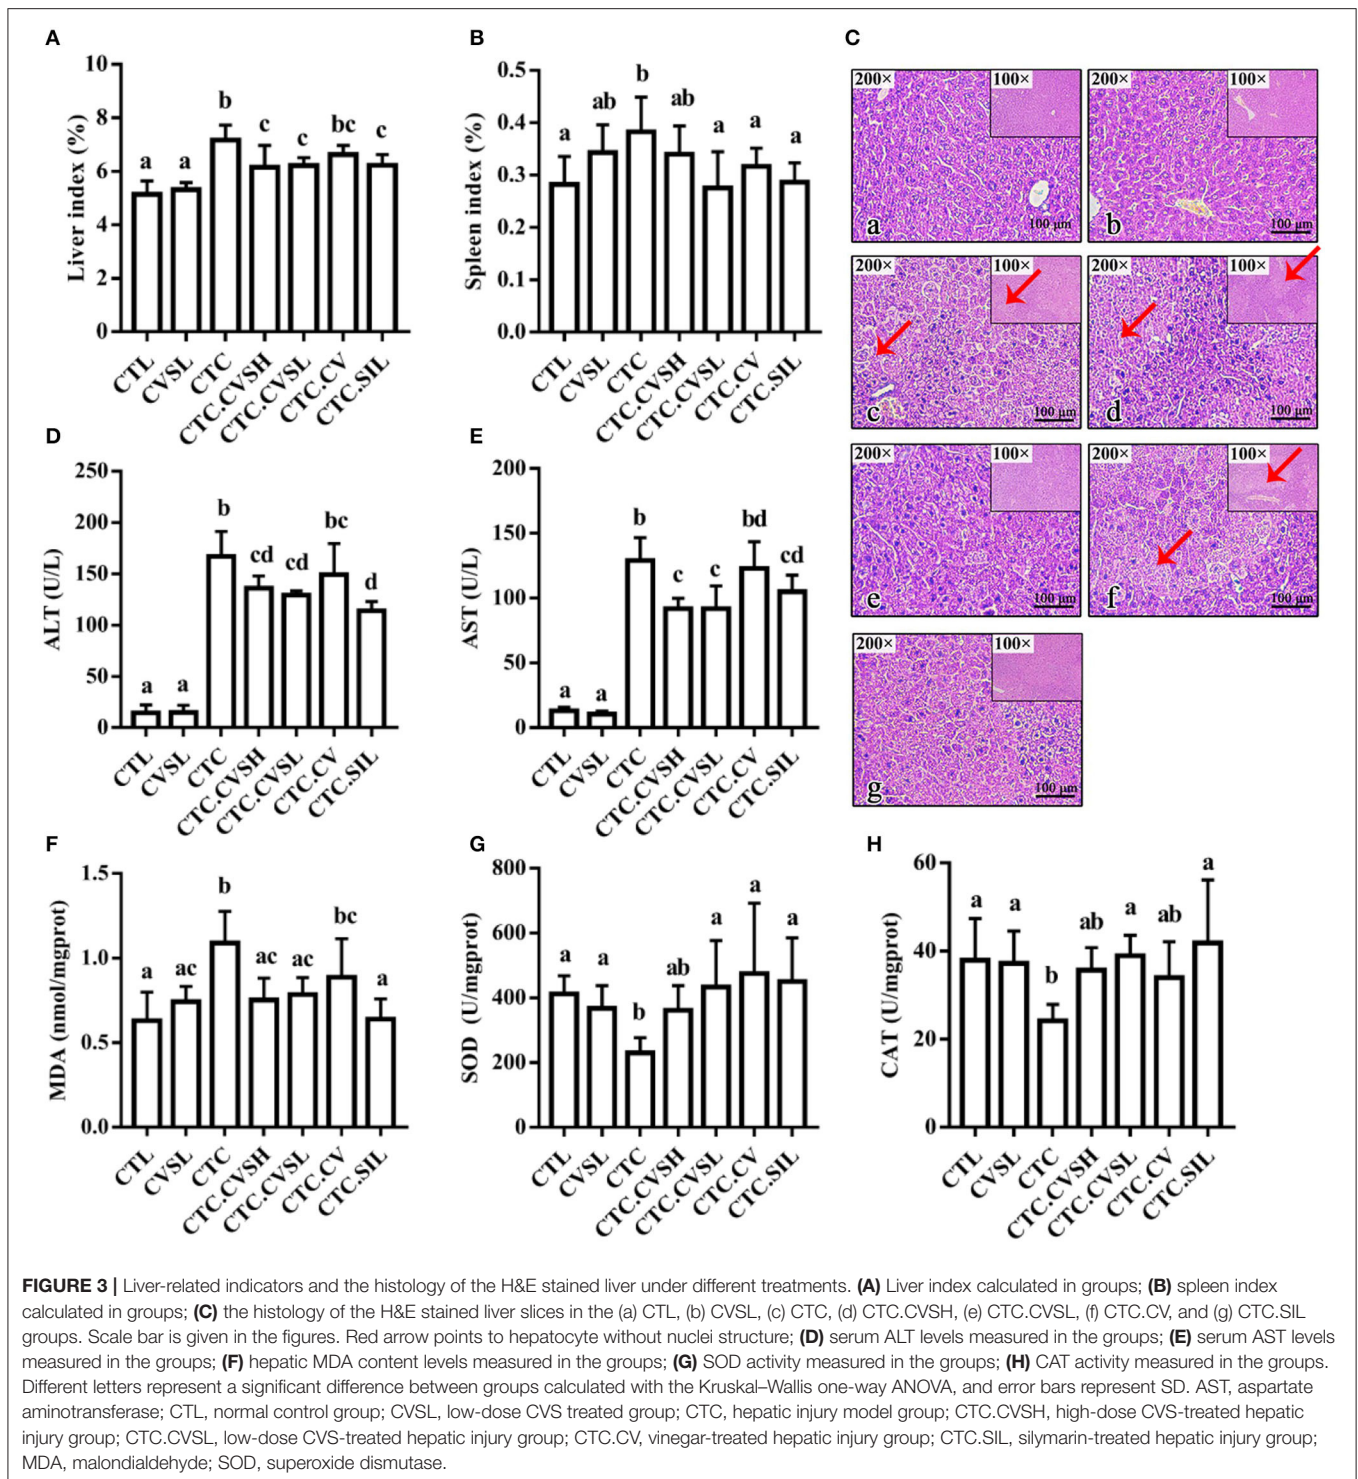 A
Liver index (%)
10
8
6
4
2
0
a
a
b
c
c
bc
c
CTL
CVSL
CTC
CTC.CVSH
CTC.CVSL
CTC.CV
CTC.SIL
B
Spleen index (%)
0.5
0.4
0.3
0.2
0.1
0.0
a
ab
b
ab
a
a
a
CTL
CVSL
CTC
CTC.CVSH
CTC.CVSL
CTC.CV
CTC.SIL
C
200×
100×
a
100 μm
200×
100×
b
100 μm
200×
100×
c
100 μm
200×
100×
d
100 μm
200×
100×
e
100 μm
200×
100×
f
100 μm
200×
100×
g
100 μm
D
ALT (U/L)
250
200
150
100
50
0
a
a
b
cd
cd
bc
d
CTL
CVSL
CTC
CTC.CVSH
CTC.CVSL
CTC.CV
CTC.SIL
E
AST (U/L)
200
150
100
50
0
a
a
b
c
c
bd
cd
CTL
CVSL
CTC
CTC.CVSH
CTC.CVSL
CTC.CV
CTC.SIL
F
MDA (nmol/mgprot)
1.5
1.0
0.5
0.0
a
ac
b
ac
ac
bc
a
CTL
CVSL
CTC
CTC.CVSH
CTC.CVSL
CTC.CV
CTC.SIL
G
SOD (U/mgprot)
800
600
400
200
0
a
a
b
ab
a
a
a
CTL
CVSL
CTC
CTC.CVSH
CTC.CVSL
CTC.CV
CTC.SIL
H
CAT (U/mgprot)
60
40
20
0
a
a
b
ab
a
ab
a
CTL
CVSL
CTC
CTC.CVSH
CTC.CVSL
CTC.CV
CTC.SIL
FIGURE 3 | Liver-related indicators and the histology of the H&E stained liver under different treatments. (A) Liver index calculated in groups; (B) spleen index
calculated in groups; (C) the histology of the H&E stained liver slices in the (a) CTL, (b) CVSL, (c) CTC, (d) CTC.CVSH, (e) CTC.CVSL, (f) CTC.CV, and (g) CTC.SIL
groups. Scale bar is given in the figures. Red arrow points to hepatocyte without nuclei structure; (D) serum ALT levels measured in the groups; (E) serum AST levels
measured in the groups; (F) hepatic MDA content levels measured in the groups; (G) SOD activity measured in the groups; (H) CAT activity measured in the groups.
Different letters represent a significant difference between groups calculated with the Kruskal–Wallis one-way ANOVA, and error bars represent SD. AST, aspartate
aminotransferase; CTL, normal control group; CVSL, low-dose CVS treated group; CTC, hepatic injury model group; CTC.CVSH, high-dose CVS-treated hepatic
injury group; CTC.CVSL, low-dose CVS-treated hepatic injury group; CTC.CV, vinegar-treated hepatic injury group; CTC.SIL, silymarin-treated hepatic injury group;
MDA, malondialdehyde; SOD, superoxide dismutase.